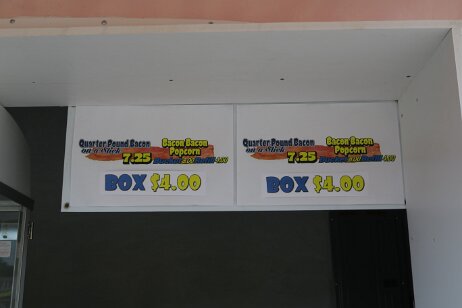 Quarter Pound Bacon
on a Stick
7.25
Bacon Bacon
Popcorn
BOX $4.00
Quarter Pound Bacon
on a Stick
7.25
Bacon Bacon
Popcorn
BOX $4.00